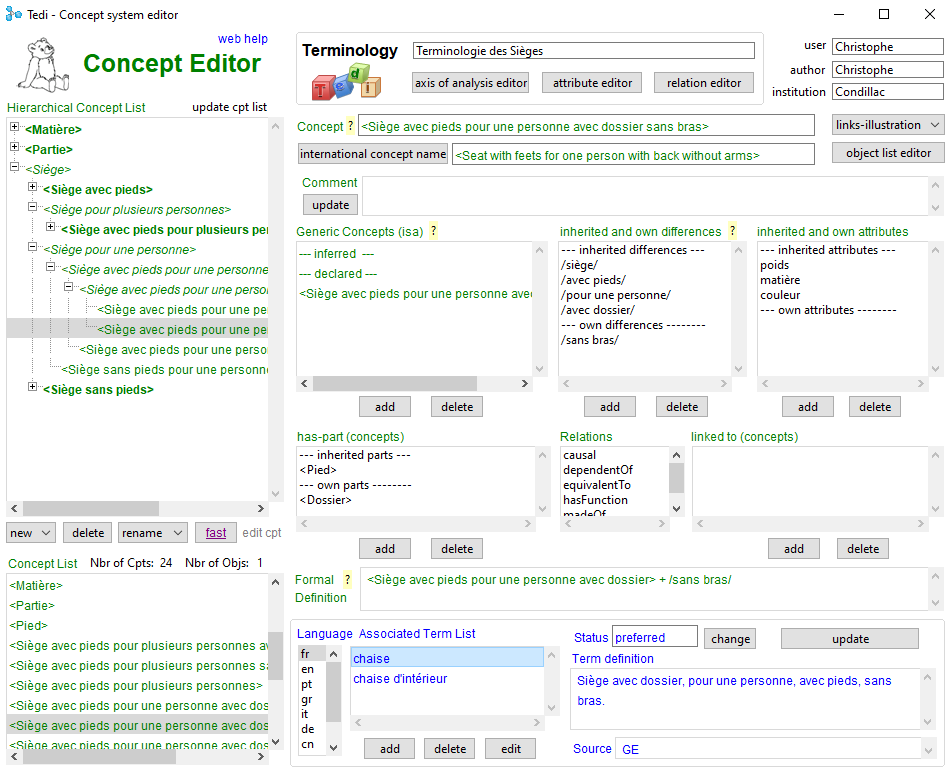 Tedi - Concept system editor
web help
Concept Editor
Hierarchical Concept List
update cpt list
<Matière>
<Partie>
<Siège>
<Siège avec pieds>
<Siège pour plusieurs personnes>
<Siège avec pieds pour plusieurs per
<Siège pour une personne>
<Siège avec pieds pour une personne
<Siège avec pieds pour une perso
<Siège avec pieds pour une pe
<Siège avec pieds pour une pe
<Siège avec pieds pour une perso
<Siège sans pieds pour une personne
<Siège sans pieds>
new
delete
rename
fast
edit cpt
Concept List
Nbr of Cpts: 24
Nbr of Objs: 1
<Matière>
<Partie>
<Pied>
<Siège avec pieds pour plusieurs personnes av
<Siège avec pieds pour plusieurs personnes sa
<Siège avec pieds pour plusieurs personnes>
<Siège avec pieds pour une personne avec dos
<Siège avec pieds pour une personne avec dos
<Siège avec pieds pour une personne avec dos
Terminology
Terminologie des Sièges
T e d i
axis of analysis editor
attribute editor
relation editor
user
Christophe
author
Christophe
institution
Condillac
Concept ?
<Siège avec pieds pour une personne avec dossier sans bras>
links-illustration
international concept name
<Seat with feets for one person with back without arms>
object list editor
Comment
update
Generic Concepts (isa) ?
--- inferred ---
--- declared ---
<Siège avec pieds pour une personne ave
add
delete
inherited and own differences ?
--- inherited differences ---
/siège/
/avec pieds/
/pour une personne/
/avec dossier/
--- own differences --------
/sans bras/
add
delete
inherited and own attributes
--- inherited attributes ---
poids
matière
couleur
--- own attributes --------
add
delete
has-part (concepts)
--- inherited parts ---
<Pied>
--- own parts --------
<Dossier>
add
delete
Relations
causal
dependentOf
equivalentTo
hasFunction
madeOf
linked to (concepts)
add
delete
Formal ?
Definition
<Siège avec pieds pour une personne avec dossier> + /sans bras/
Language
fr
en
pt
gr
it
de
cn
Associated Term List
chaise
chaise d'intérieur
add
delete
edit
Status
preferred
change
update
Term definition
Siège avec dossier, pour une personne, avec pieds, sans
bras.
Source
GE